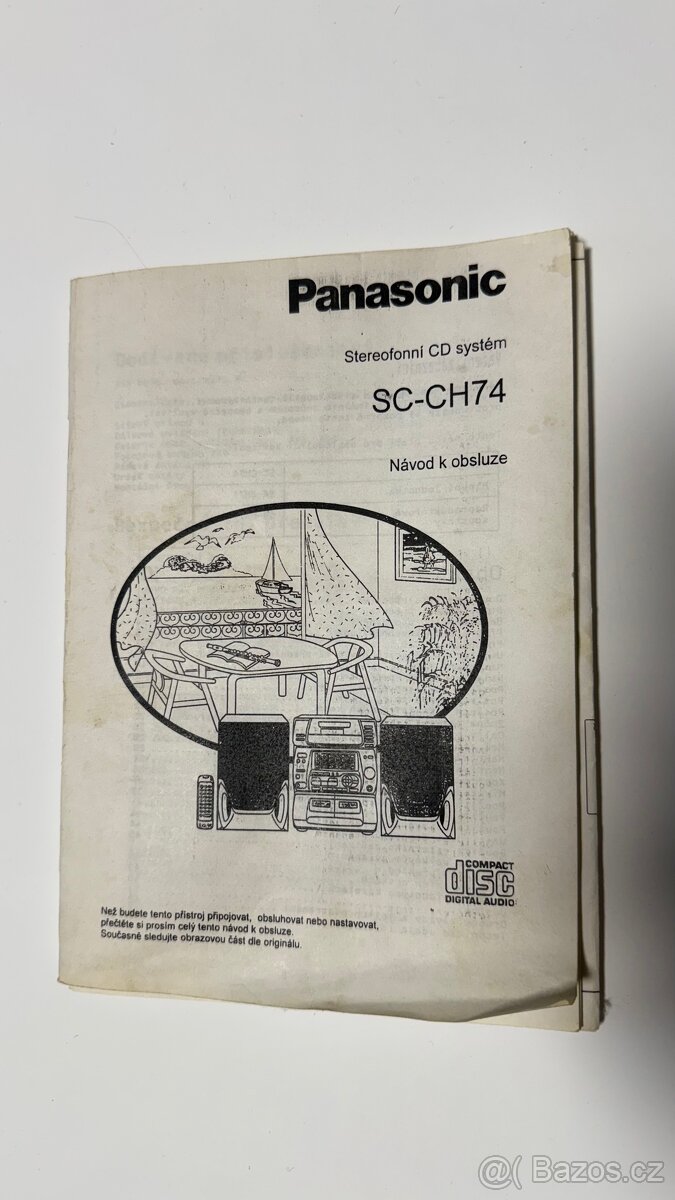 Panasonic
Stereofonní CD systém
SC-CH74
Návod k obsluze
COMPACT
disc
DIGITAL AUDIO
Než budete tento přístroj připojovat, obsluhovat nebo nastavovat,
přečtěte si prosím celý tento návod k obsluze.
Současně sledujte obrazovou část dle originálu.
@( Bazos.cz